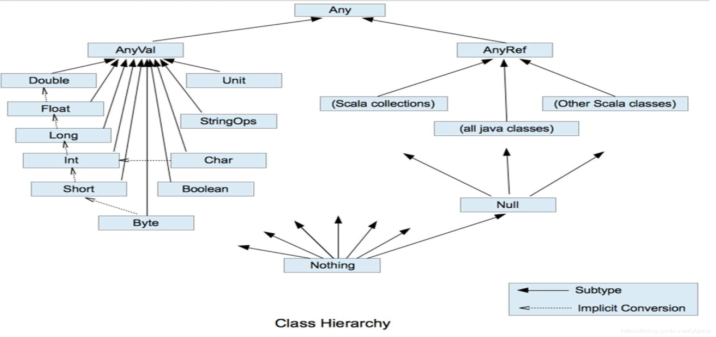 Any
AnyVal
AnyRef
Double
Unit
Float
(Scala collections)
(Other Scala classes)
StringOps
Long
(all java classes)
Int
Char
Short
Boolean
Null
Byte
Nothing
Subtype
Implicit Conversion
Class Hierarchy